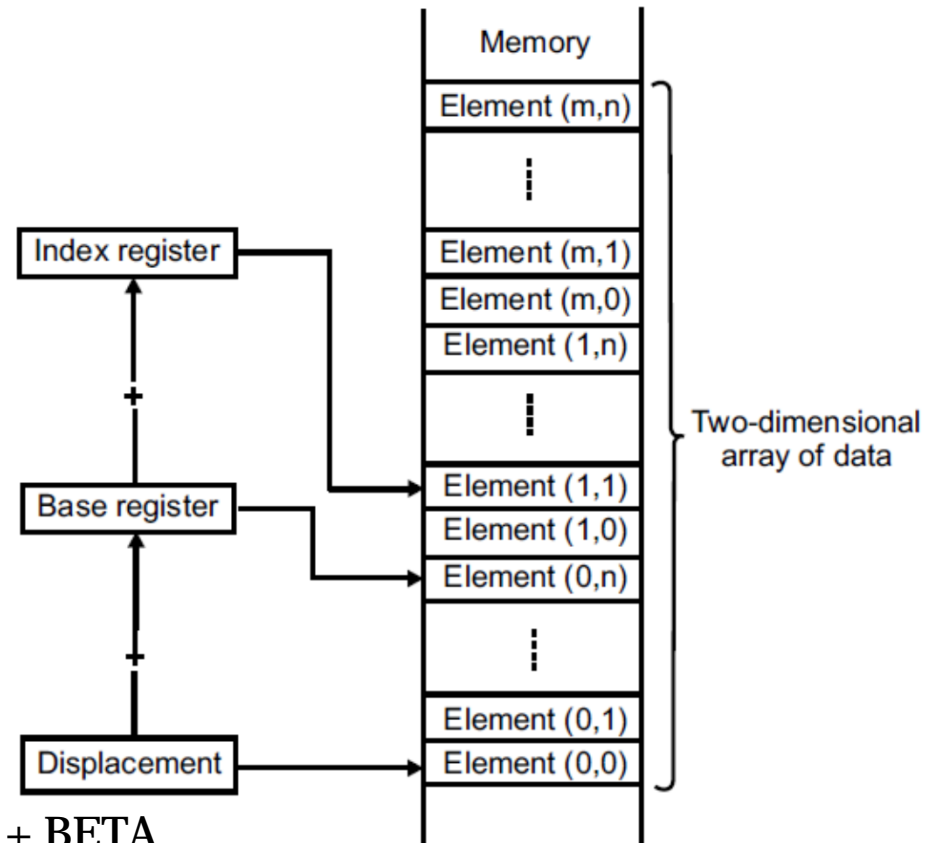 Memory
Element (m,n)
Index register
Element (m,1)
Element (m,0)
Element (1,n)
+
Two-dimensional
array of data
Base register
Element (1,1)
Element (1,0)
Element (0,n)
+
Element (0,1)
Displacement
Element (0,0)
+ BETA